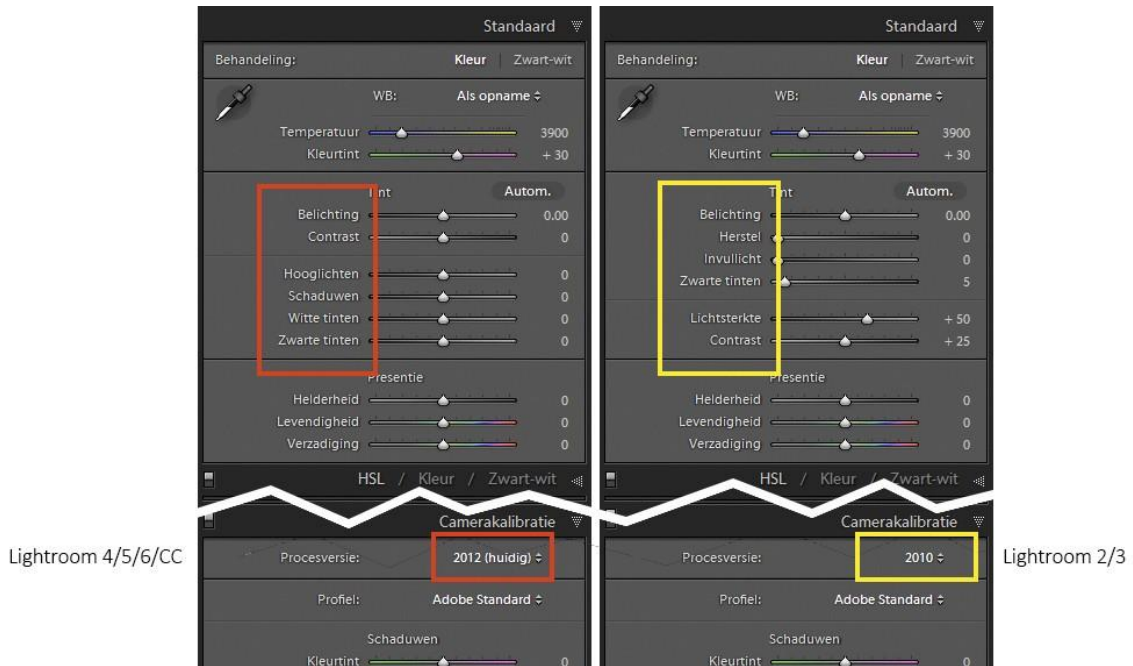 Standaard
Behandeling: Kleur Zwart-wit
WB: Als opname
Temperatuur 3900
Kleurtint + 30
Tint Autom.
Belichting 0.00
Contrast 0
Hooglichten 0
Schaduwen 0
Witte tinten 0
Zwarte tinten 0
Presentie
Helderheid 0
Levendigheid 0
Verzadiging 0
HSL / Kleur / Zwart-wit
Camerakalibratie
Lightroom 4/5/6/CC
Procesversie: 2012 (huidig)
Profiel: Adobe Standard
Schaduwen
Kleurtint 0
Standaard
Behandeling: Kleur Zwart-wit
WB: Als opname
Temperatuur 3900
Kleurtint + 30
Tint Autom.
Belichting 0.00
Herstel 0
Invullicht 0
Zwarte tinten 5
Lichtsterkte + 50
Contrast + 25
Presentie
Helderheid 0
Levendigheid 0
Verzadiging 0
HSL / Kleur / Zwart-wit
Camerakalibratie
Procesversie: 2010
Lightroom 2/3
Profiel: Adobe Standard
Schaduwen
Kleurtint 0